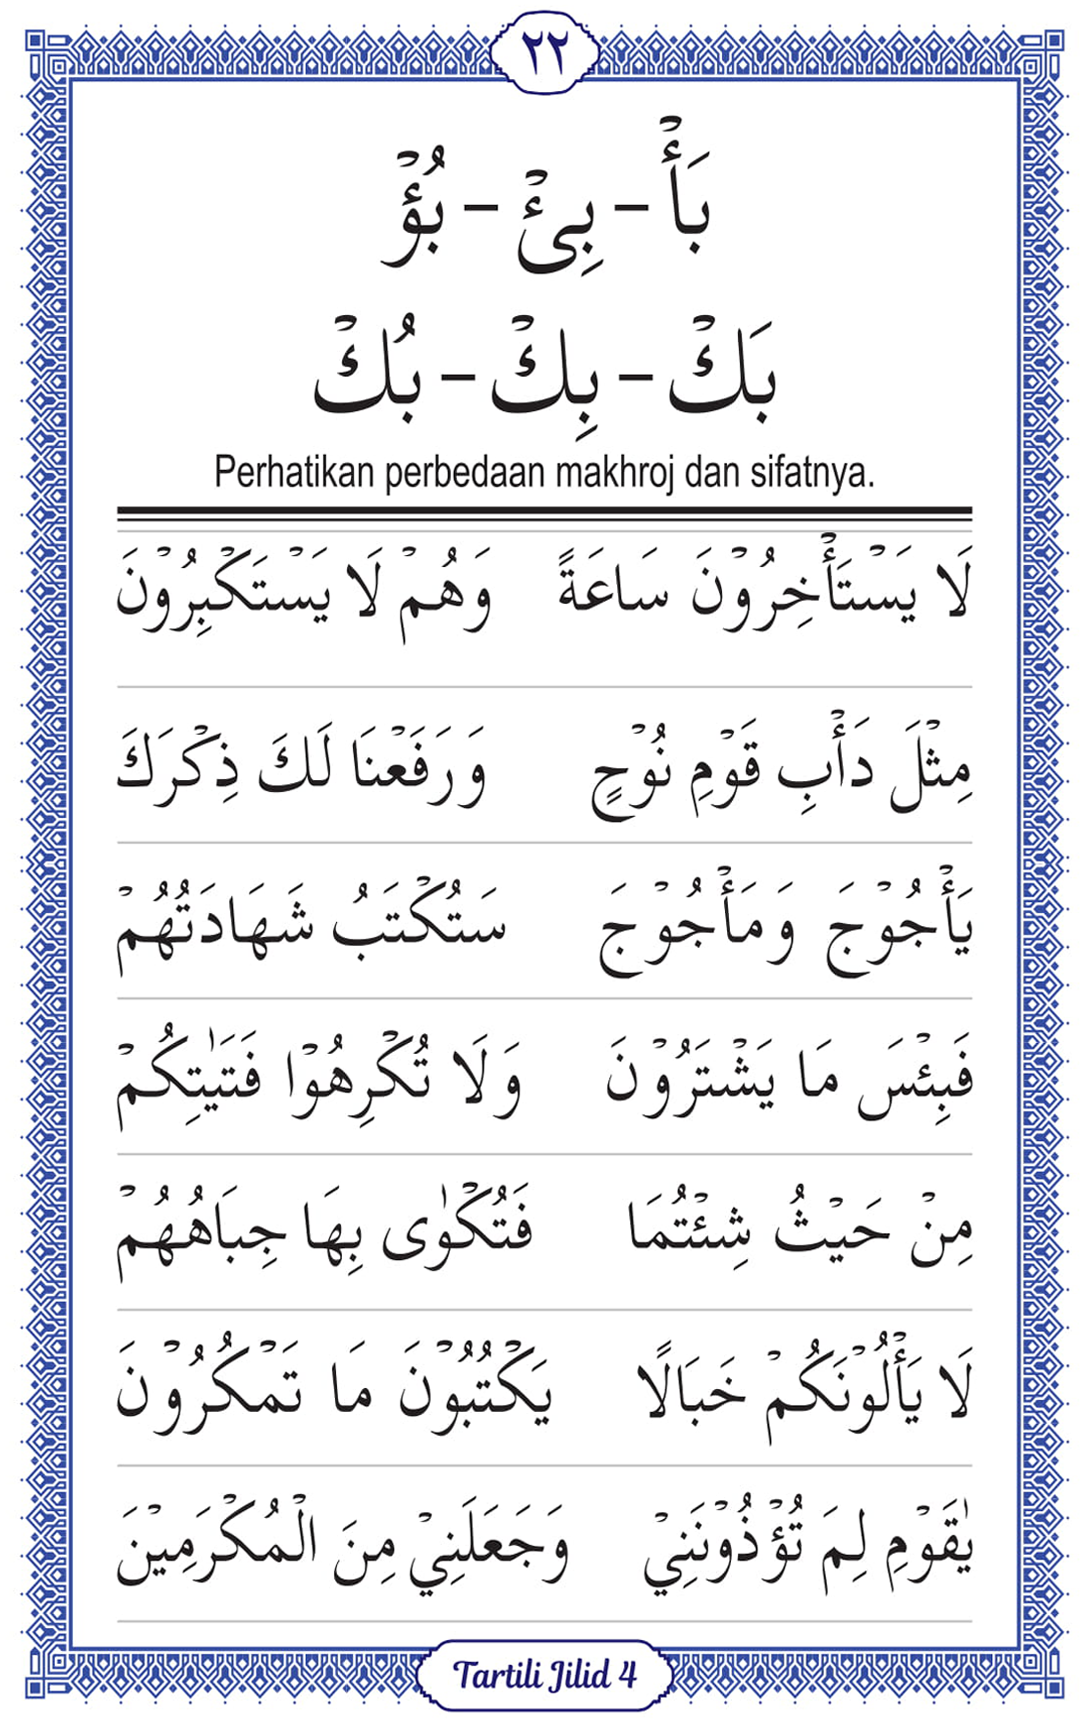 ٢٢
بَأْ - بِئْ - بُؤْ
بَكْ - بِكْ - بُكْ
Perhatikan perbedaan makhroj dan sifatnya.
لَا يَسْتَأْخِرُوْنَ سَاعَةً وَهُمْ لَا يَسْتَكْبِرُوْنَ
مِثْلَ دَأْبِ قَوْمِ نُوْحٍ وَرَفَعْنَا لَكَ ذِكْرَكَ
يَأْجُوْجَ وَمَأْجُوْجَ سَتُكْتَبُ شَهَادَتُهُمْ
فَبِئْسَ مَا يَشْتَرُوْنَ وَلَا تُكْرِهُوْا فَتَيٰتِكُمْ
مِنْ حَيْثُ شِئْتُمَا فَتُكْوٰى بِهَا جِبَاهُهُمْ
لَا يَأْلُوْنَكُمْ خَبَالًا يَكْتُبُوْنَ مَا تَمْكُرُوْنَ
يٰقَوْمِ لِمَ تُؤْذُوْنَنِيْ وَجَعَلَنِيْ مِنَ الْمُكْرَمِيْنَ
Tartili Jilid 4